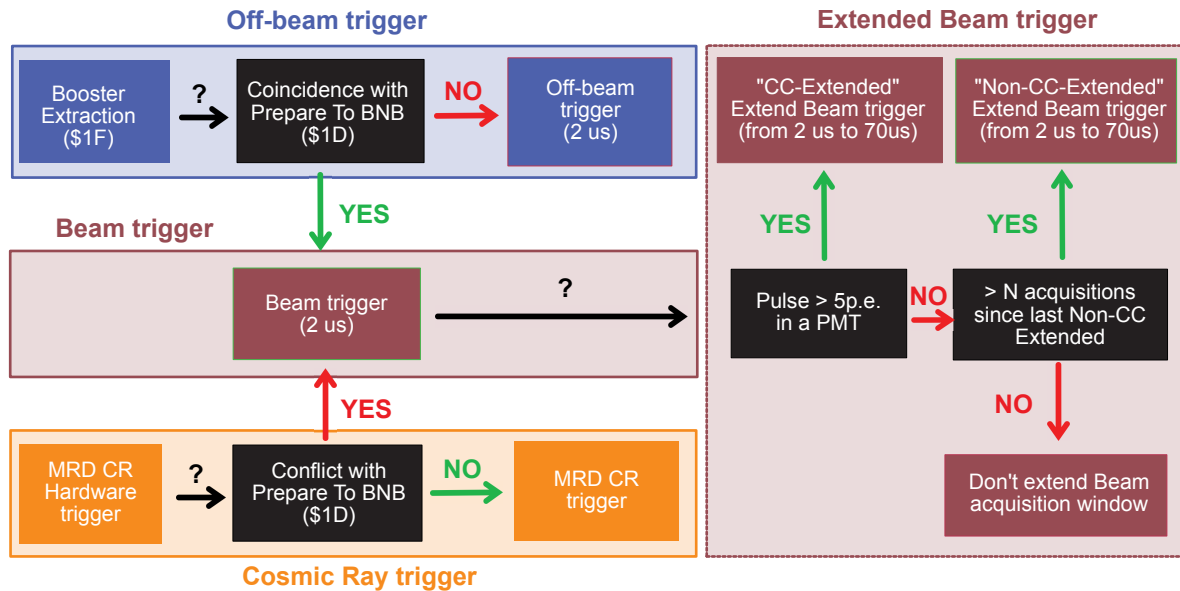 Off-beam trigger
Booster
Extraction
($1F)
?
Coincidence with
Prepare To BNB
($1D)
NO
Off-beam
trigger
(2 us)
YES
Beam trigger
Beam trigger
(2 us)
?
YES
MRD CR
Hardware
trigger
?
Conflict with
Prepare To BNB
($1D)
NO
MRD CR
trigger
Cosmic Ray trigger
Extended Beam trigger
"CC-Extended"
Extend Beam trigger
(from 2 us to 70us)
"Non-CC-Extended"
Extend Beam trigger
(from 2 us to 70us)
YES
YES
Pulse > 5p.e.
in a PMT
NO
> N acquisitions
since last Non-CC
Extended
NO
Don't extend Beam
acquisition window